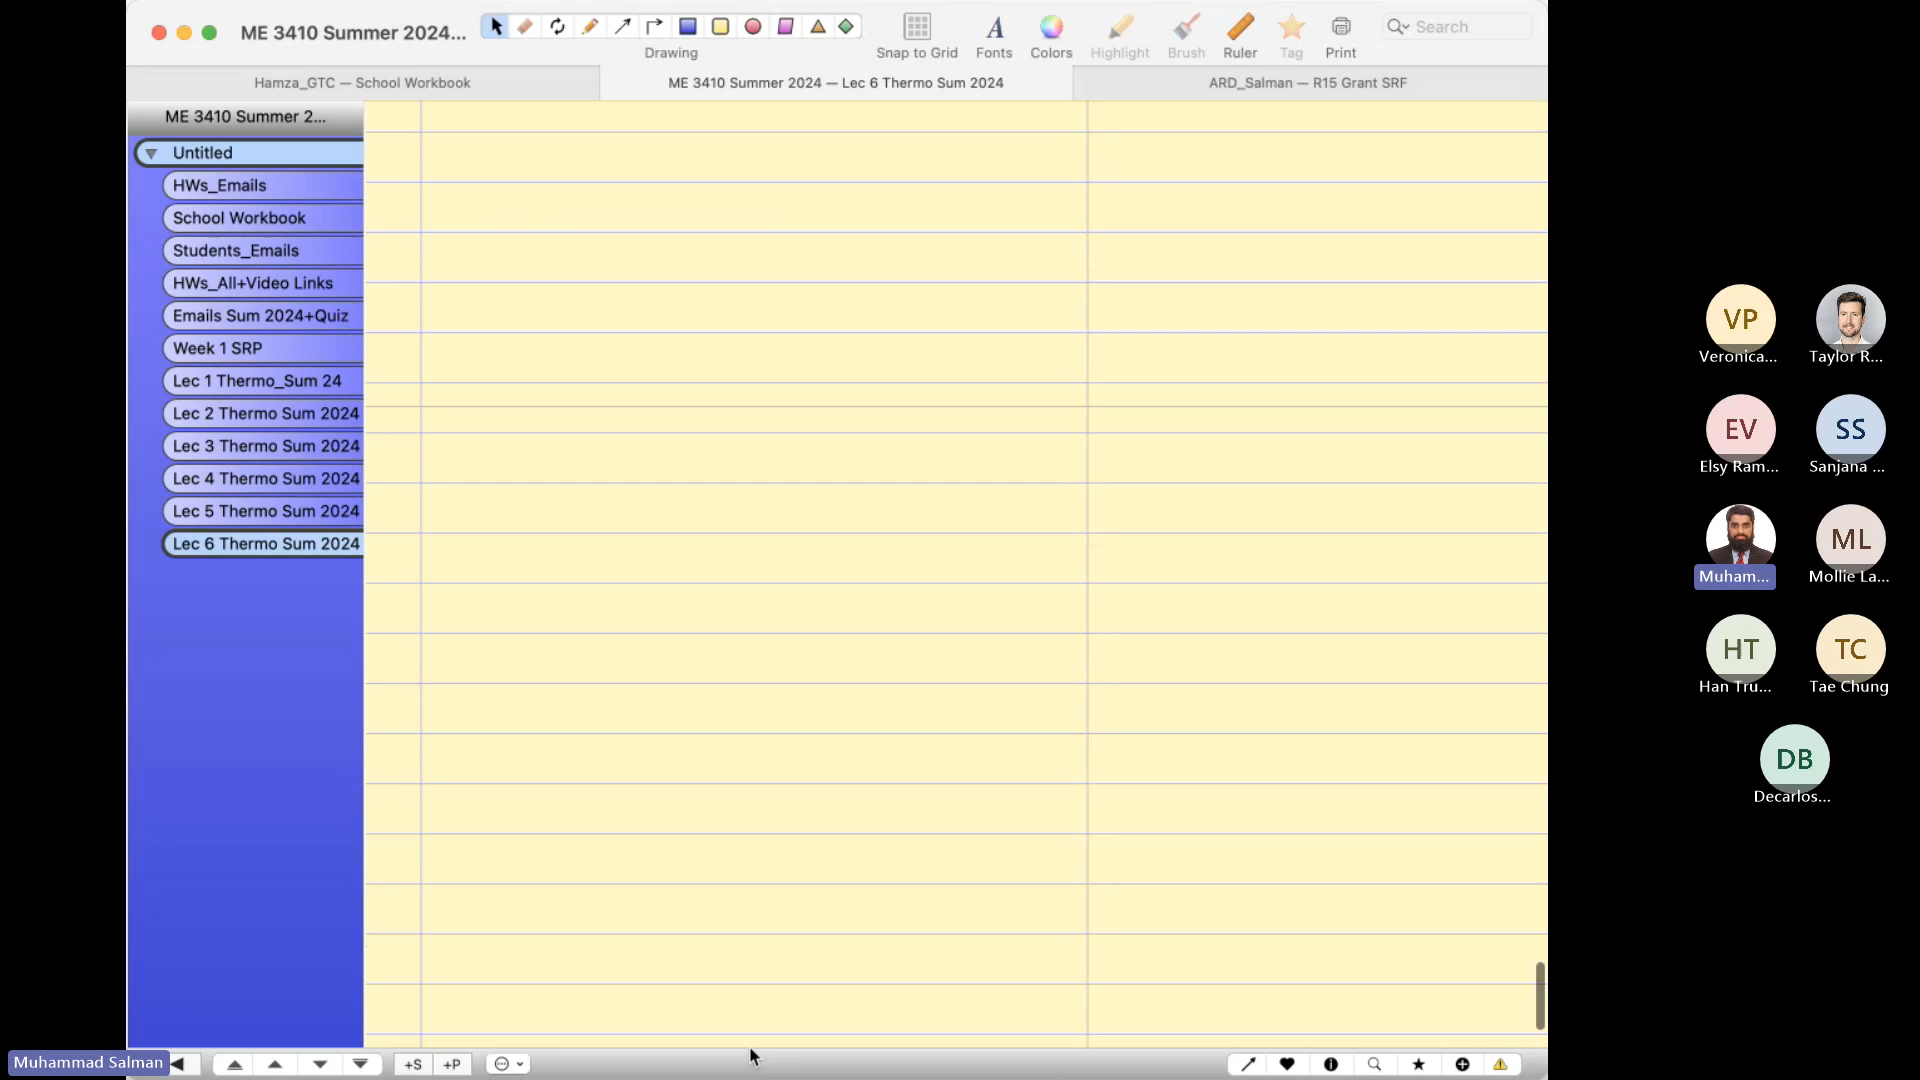 ME 3410 Summer 2024...
Drawing
Snap to Grid
Fonts
Colors
Highlight
Brush
Ruler
Tag
Print
Search
Hamza_GTC — School Workbook
ME 3410 Summer 2024 — Lec 6 Thermo Sum 2024
ARD_Salman — R15 Grant SRF
ME 3410 Summer 2...
Untitled
HWs_Emails
School Workbook
Students_Emails
HWs_All+Video Links
Emails Sum 2024+Quiz
Week 1 SRP
Lec 1 Thermo_Sum 24
Lec 2 Thermo Sum 2024
Lec 3 Thermo Sum 2024
Lec 4 Thermo Sum 2024
Lec 5 Thermo Sum 2024
Lec 6 Thermo Sum 2024
VP
Veronica...
Taylor R...
EV
Elsy Ram...
SS
Sanjana ...
Muham...
ML
Mollie La...
HT
Han Tru...
TC
Tae Chung
DB
Decarlos...
Muhammad Salman
+S
+P